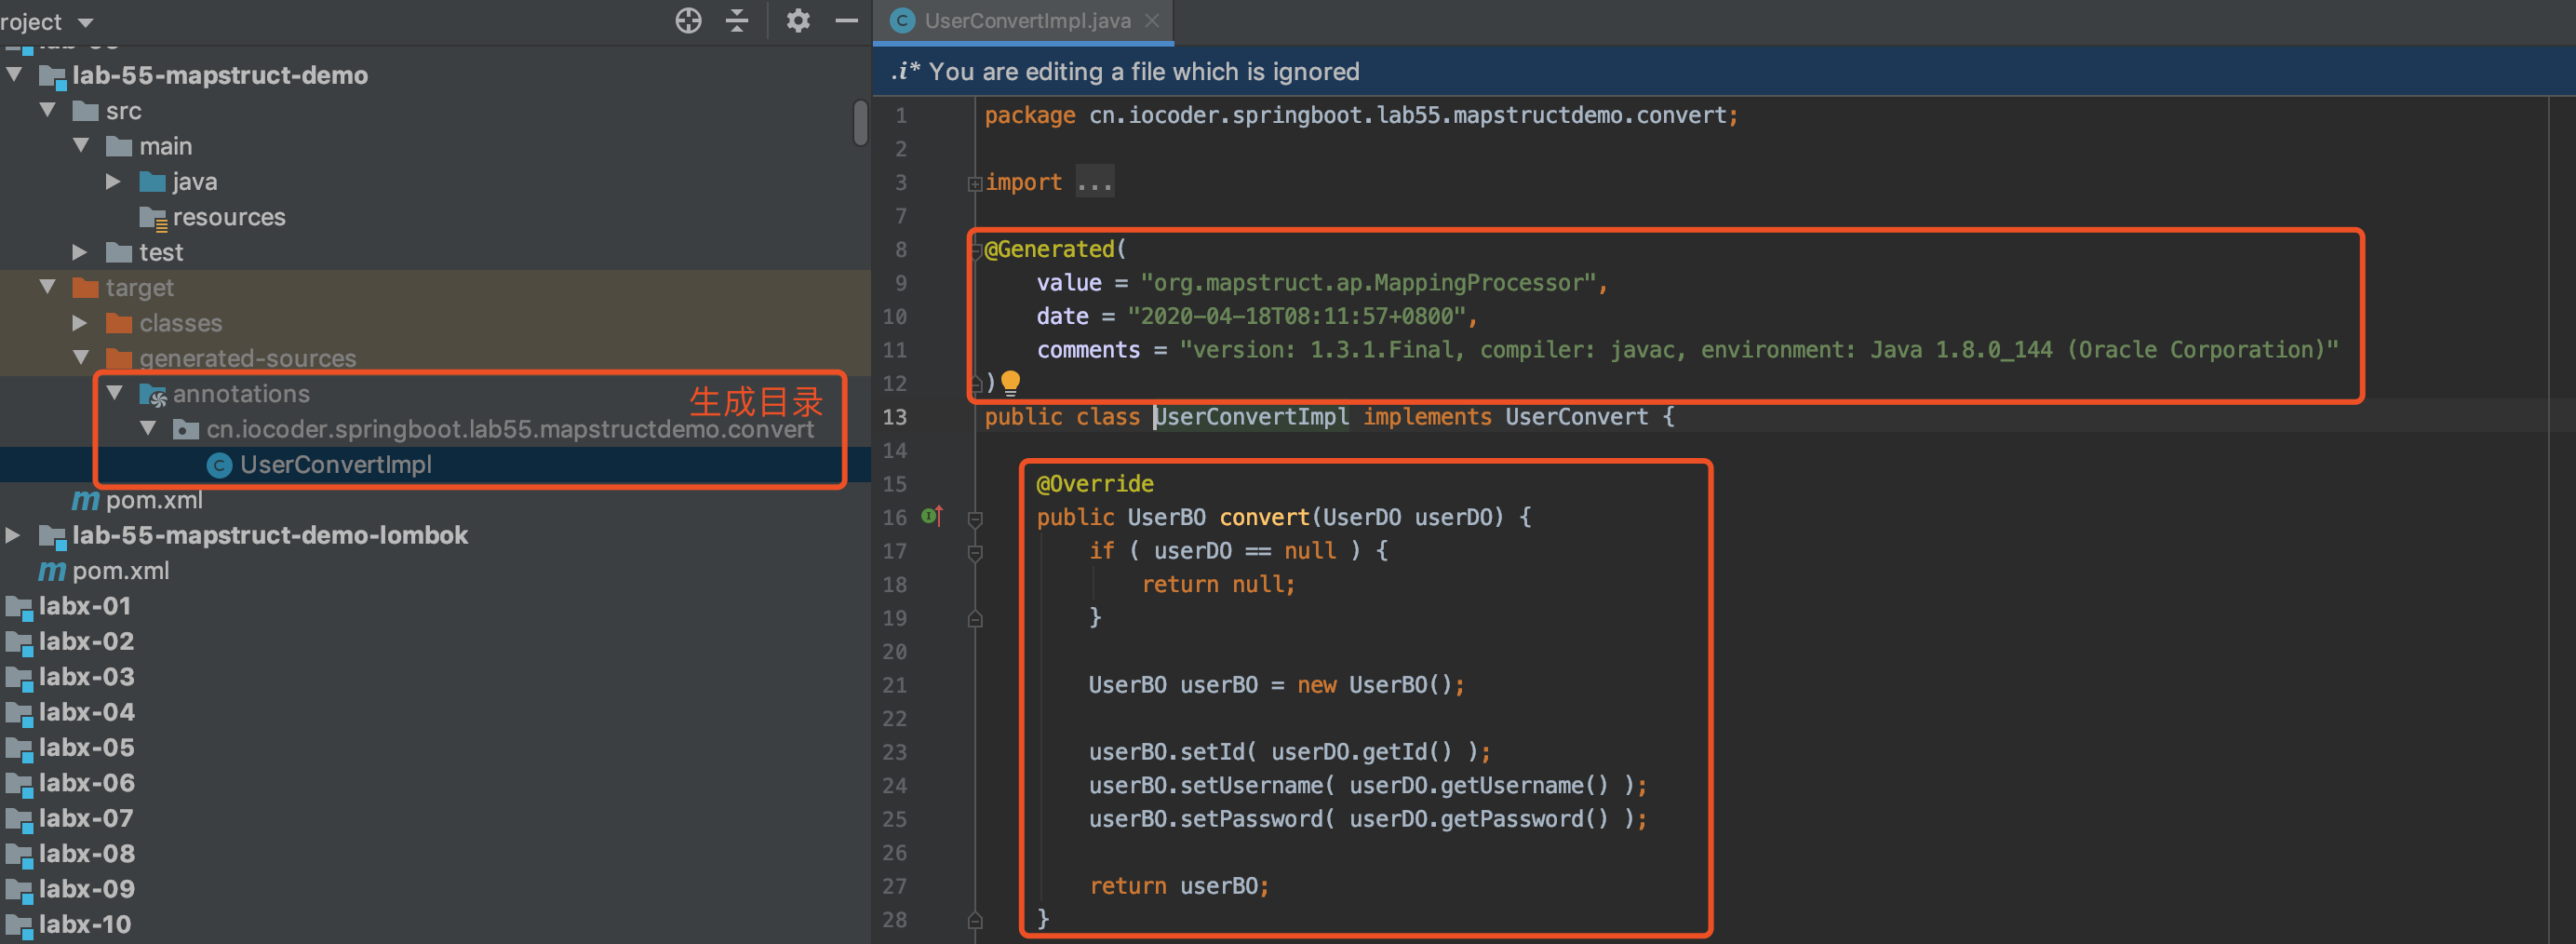 roject
lab-55-mapstruct-demo
src
main
java
resources
test
target
classes
generated-sources
annotations
生成目录
cn.iocoder.springboot.lab55.mapstructdemo.convert
UserConvertImpl
pom.xml
lab-55-mapstruct-demo-lombok
pom.xml
labx-01
labx-02
labx-03
labx-04
labx-05
labx-06
labx-07
labx-08
labx-09
labx-10
UserConvertImpl.java
.i* You are editing a file which is ignored
1 package cn.iocoder.springboot.lab55.mapstructdemo.convert;
2
3 import ...
7
8 @Generated(
9 value = "org.mapstruct.ap.MappingProcessor",
10 date = "2020-04-18T08:11:57+0800",
11 comments = "version: 1.3.1.Final, compiler: javac, environment: Java 1.8.0_144 (Oracle Corporation)"
12 )
13 public class UserConvertImpl implements UserConvert {
14
15 @Override
16 public UserBO convert(UserDO userDO) {
17 if ( userDO == null ) {
18 return null;
19 }
20
21 UserBO userBO = new UserBO();
22
23 userBO.setId( userDO.getId() );
24 userBO.setUsername( userDO.getUsername() );
25 userBO.setPassword( userDO.getPassword() );
26
27 return userBO;
28 }